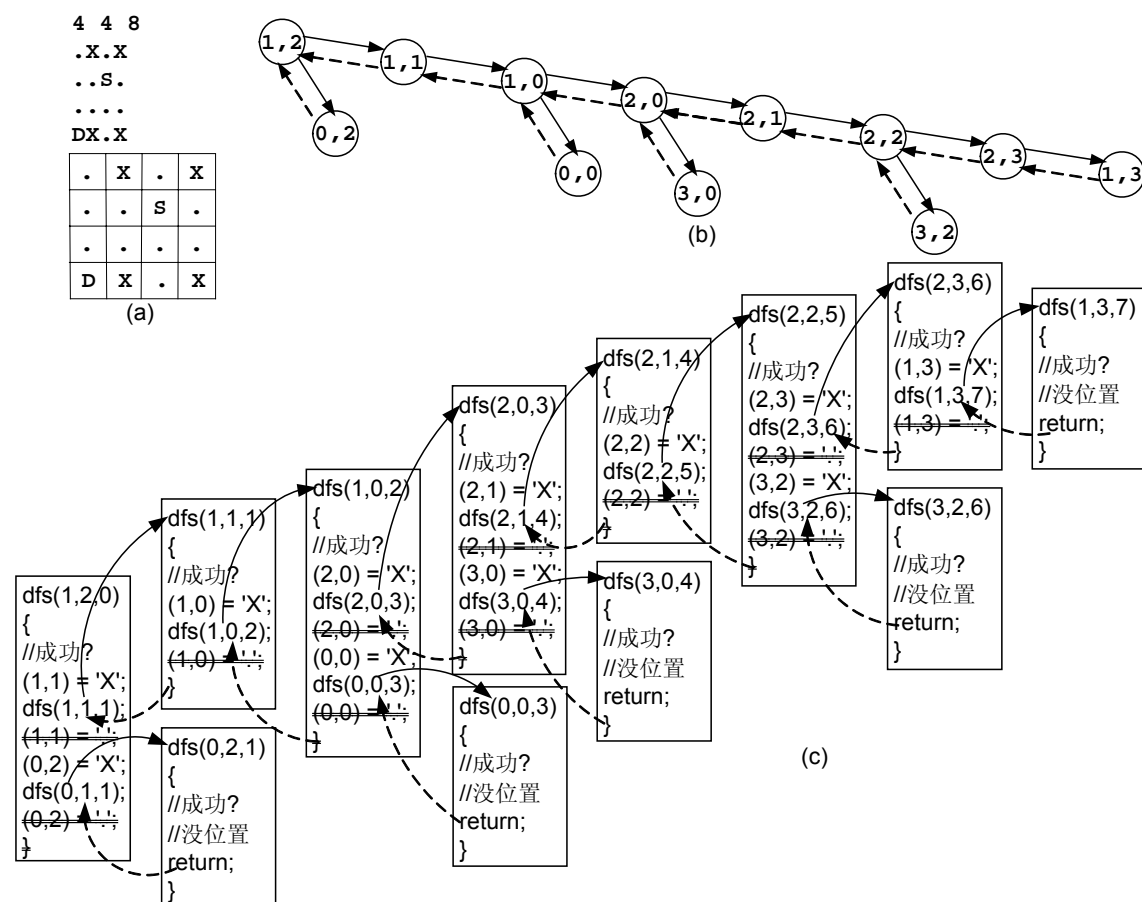 4 4 8
.X.X
..S.
....
DX.X
. X . X
. . S .
. . . .
D X . X
(a)
1,2
1,1
1,0
2,0
2,1
2,2
2,3
1,3
0,2
0,0
3,0
3,2
(b)
dfs(1,2,0)
{
//成功?
(1,1) = 'X';
dfs(1,1,1);
(1,1) = '.';
(0,2) = 'X';
dfs(0,1,1);
(0,2) = '.';
}
dfs(1,1,1)
{
//成功?
(1,0) = 'X';
dfs(1,0,2);
(1,0) = '.';
}
dfs(0,2,1)
{
//成功?
//没位置
return;
}
dfs(1,0,2)
{
//成功?
(2,0) = 'X';
dfs(2,0,3);
(2,0) = '.';
(0,0) = 'X';
dfs(0,0,3);
(0,0) = '.';
}
dfs(2,0,3)
{
//成功?
(2,1) = 'X';
dfs(2,1,4);
(2,1) = '.';
(3,0) = 'X';
dfs(3,0,4);
(3,0) = '.';
}
dfs(0,0,3)
{
//成功?
//没位置
return;
}
dfs(2,1,4)
{
//成功?
(2,2) = 'X';
dfs(2,2,5);
(2,2) = '.';
}
dfs(3,0,4)
{
//成功?
//没位置
return;
}
dfs(2,2,5)
{
//成功?
(2,3) = 'X';
dfs(2,3,6);
(2,3) = '.';
(3,2) = 'X';
dfs(3,2,6);
(3,2) = '.';
}
dfs(2,3,6)
{
//成功?
(1,3) = 'X';
dfs(1,3,7);
(1,3) = '.';
}
dfs(3,2,6)
{
//成功?
//没位置
return;
}
dfs(1,3,7)
{
//成功?
//没位置
return;
}
(c)